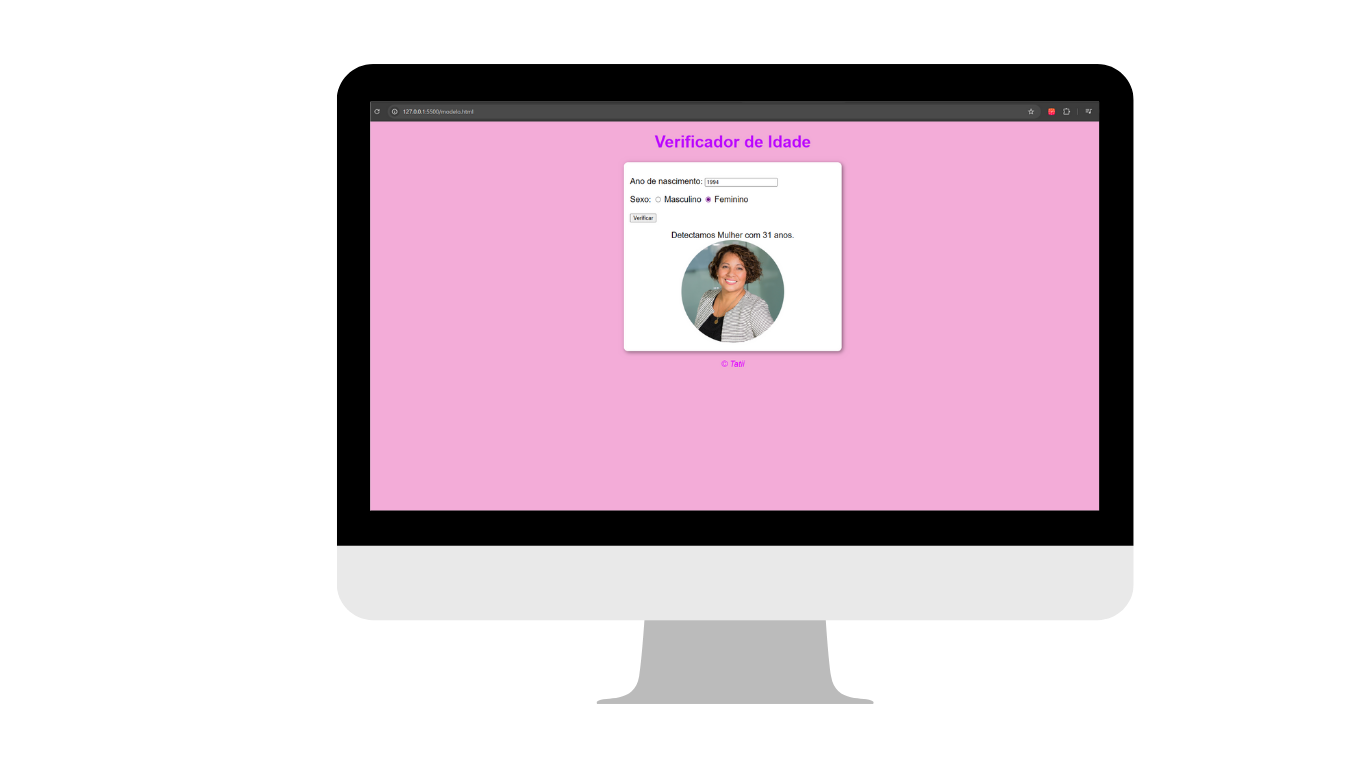 127.0.0.1:5500/modelo.html
Verificador de Idade
Ano de nascimento: 1994
Sexo: Masculino Feminino
Verificar
Detectamos Mulher com 31 anos.
© Tatii